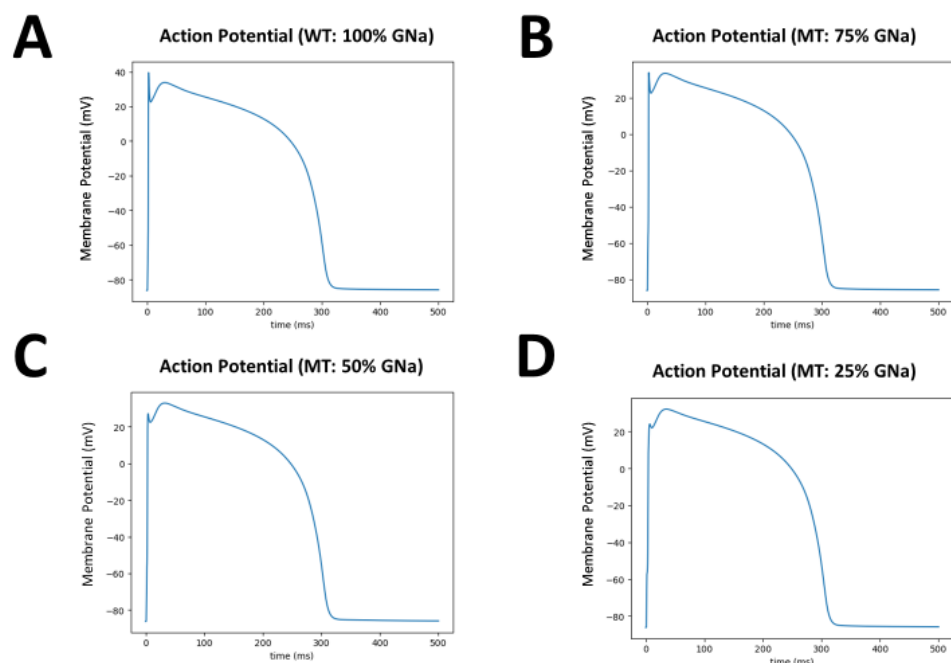 A
Action Potential (WT: 100% GNa)
Membrane Potential (mV)
40
20
0
−20
−40
−60
−80
0 100 200 300 400 500
time (ms)
B
Action Potential (MT: 75% GNa)
Membrane Potential (mV)
20
0
−20
−40
−60
−80
0 100 200 300 400 500
time (ms)
C
Action Potential (MT: 50% GNa)
Membrane Potential (mV)
20
0
−20
−40
−60
−80
0 100 200 300 400 500
time (ms)
D
Action Potential (MT: 25% GNa)
Membrane Potential (mV)
20
0
−20
−40
−60
−80
0 100 200 300 400 500
time (ms)